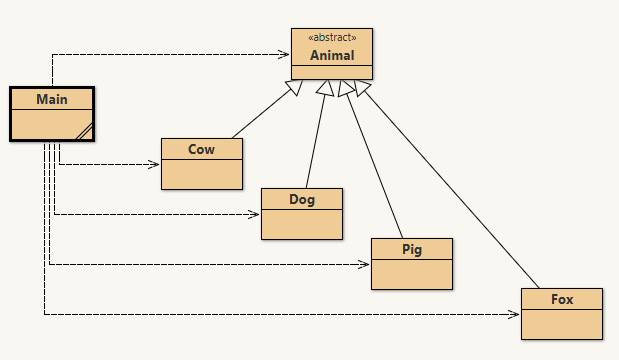 «abstract»
Animal
Main
Cow
Dog
Pig
Fox